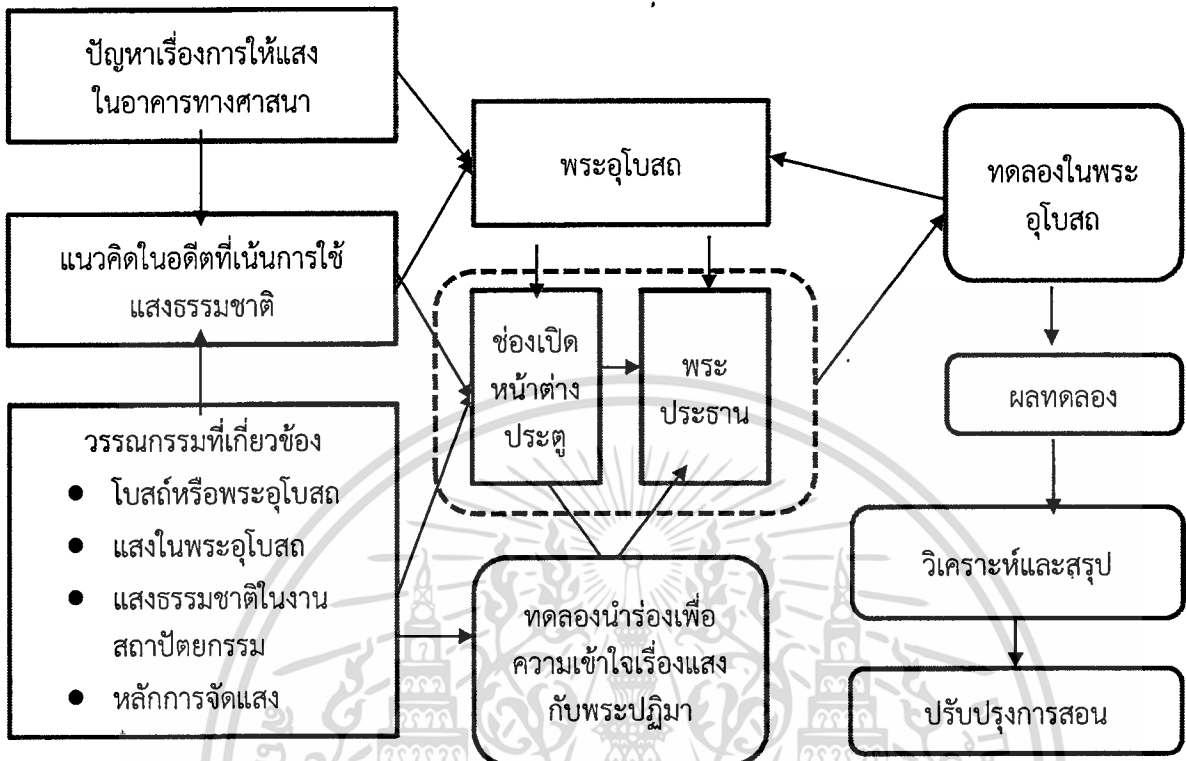 ปัญหาเรื่องการให้แสง
ในอาคารทางศาสนา
แนวคิดในอดีตที่เน้นการใช้
แสงธรรมชาติ
วรรณกรรมที่เกี่ยวข้อง
● โบสถ์หรือพระอุโบสถ
● แสงในพระอุโบสถ
● แสงธรรมชาติในงาน
สถาปัตยกรรม
● หลักการจัดแสง
พระอุโบสถ
ช่องเปิด
หน้าต่าง
ประตู
พระ
ประธาน
ทดลองนำร่องเพื่อ
ความเข้าใจเรื่องแสง
กับพระปฏิมา
ทดลองในพระ
อุโบสถ
ผลทดลอง
วิเคราะห์และสรุป
ปรับปรุงการสอน